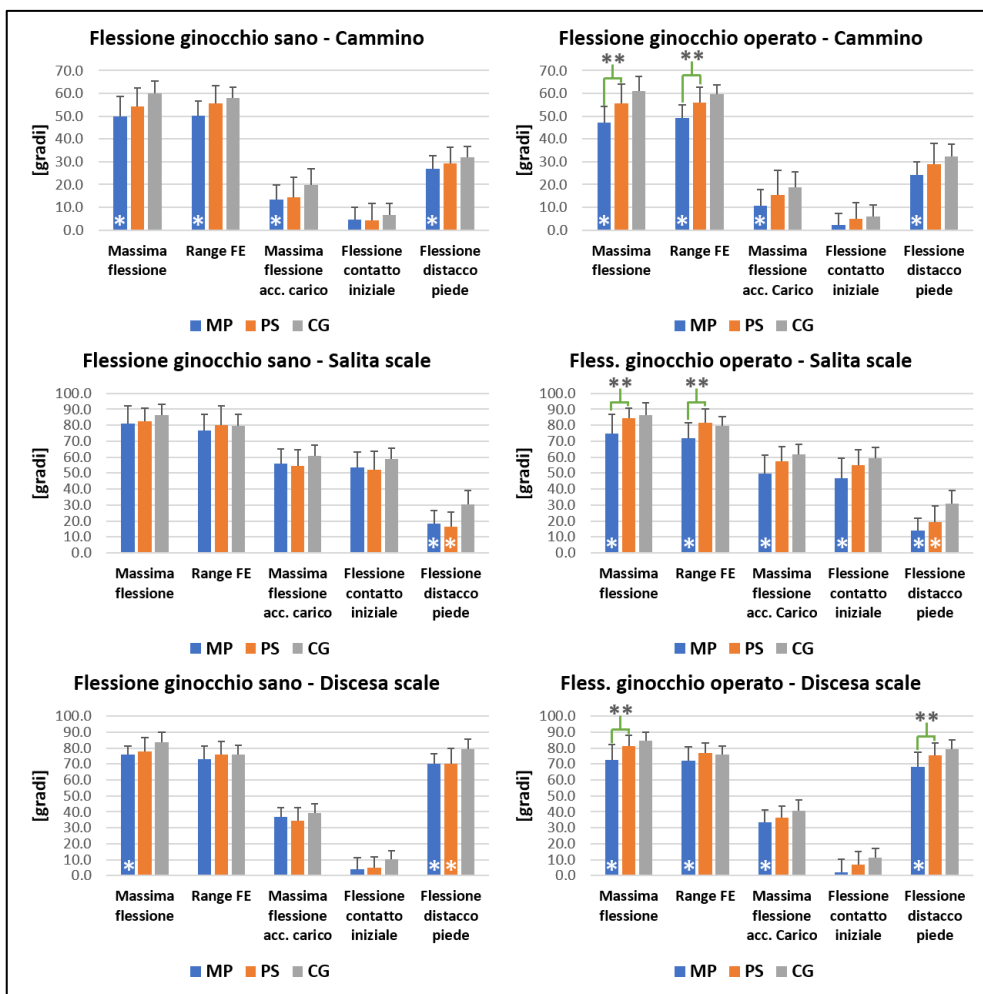 Flessione ginocchio sano - Cammino
[gradi]
70.0
60.0
50.0
40.0
30.0
20.0
10.0
0.0
* * * *
Massima flessione
Range FE
Massima flessione acc. carico
Flessione contatto iniziale
Flessione distacco piede
MP PS CG
Flessione ginocchio operato - Cammino
** **
70.0
60.0
50.0
40.0
30.0
20.0
10.0
0.0
* * * *
Massima flessione
Range FE
Massima flessione acc. Carico
Flessione contatto iniziale
Flessione distacco piede
MP PS CG
Flessione ginocchio sano - Salita scale
[gradi]
100.0
90.0
80.0
70.0
60.0
50.0
40.0
30.0
20.0
10.0
0.0
* *
Massima flessione
Range FE
Massima flessione acc. carico
Flessione contatto iniziale
Flessione distacco piede
MP PS CG
Fless. ginocchio operato - Salita scale
** **
100.0
90.0
80.0
70.0
60.0
50.0
40.0
30.0
20.0
10.0
0.0
* * * * * *
Massima flessione
Range FE
Massima flessione acc. Carico
Flessione contatto iniziale
Flessione distacco piede
MP PS CG
Flessione ginocchio sano - Discesa scale
[gradi]
100.0
90.0
80.0
70.0
60.0
50.0
40.0
30.0
20.0
10.0
0.0
* * *
Massima flessione
Range FE
Massima flessione acc. carico
Flessione contatto iniziale
Flessione distacco piede
MP PS CG
Fless. ginocchio operato - Discesa scale
** **
[gradi]
100.0
90.0
80.0
70.0
60.0
50.0
40.0
30.0
20.0
10.0
0.0
* * * *
Massima flessione
Range FE
Massima flessione acc. Carico
Flessione contatto iniziale
Flessione distacco piede
MP PS CG